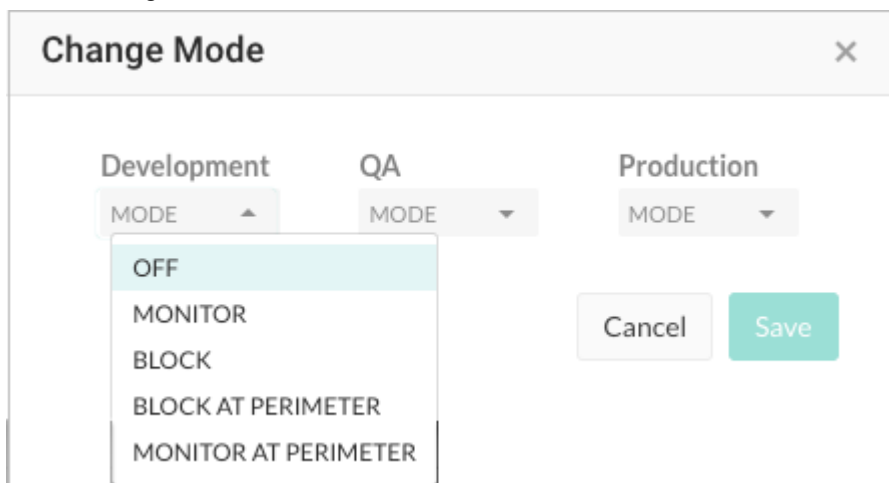 Change Mode
Development QA Production
MODE MODE MODE
OFF
MONITOR
BLOCK
BLOCK AT PERIMETER
MONITOR AT PERIMETER
Cancel Save